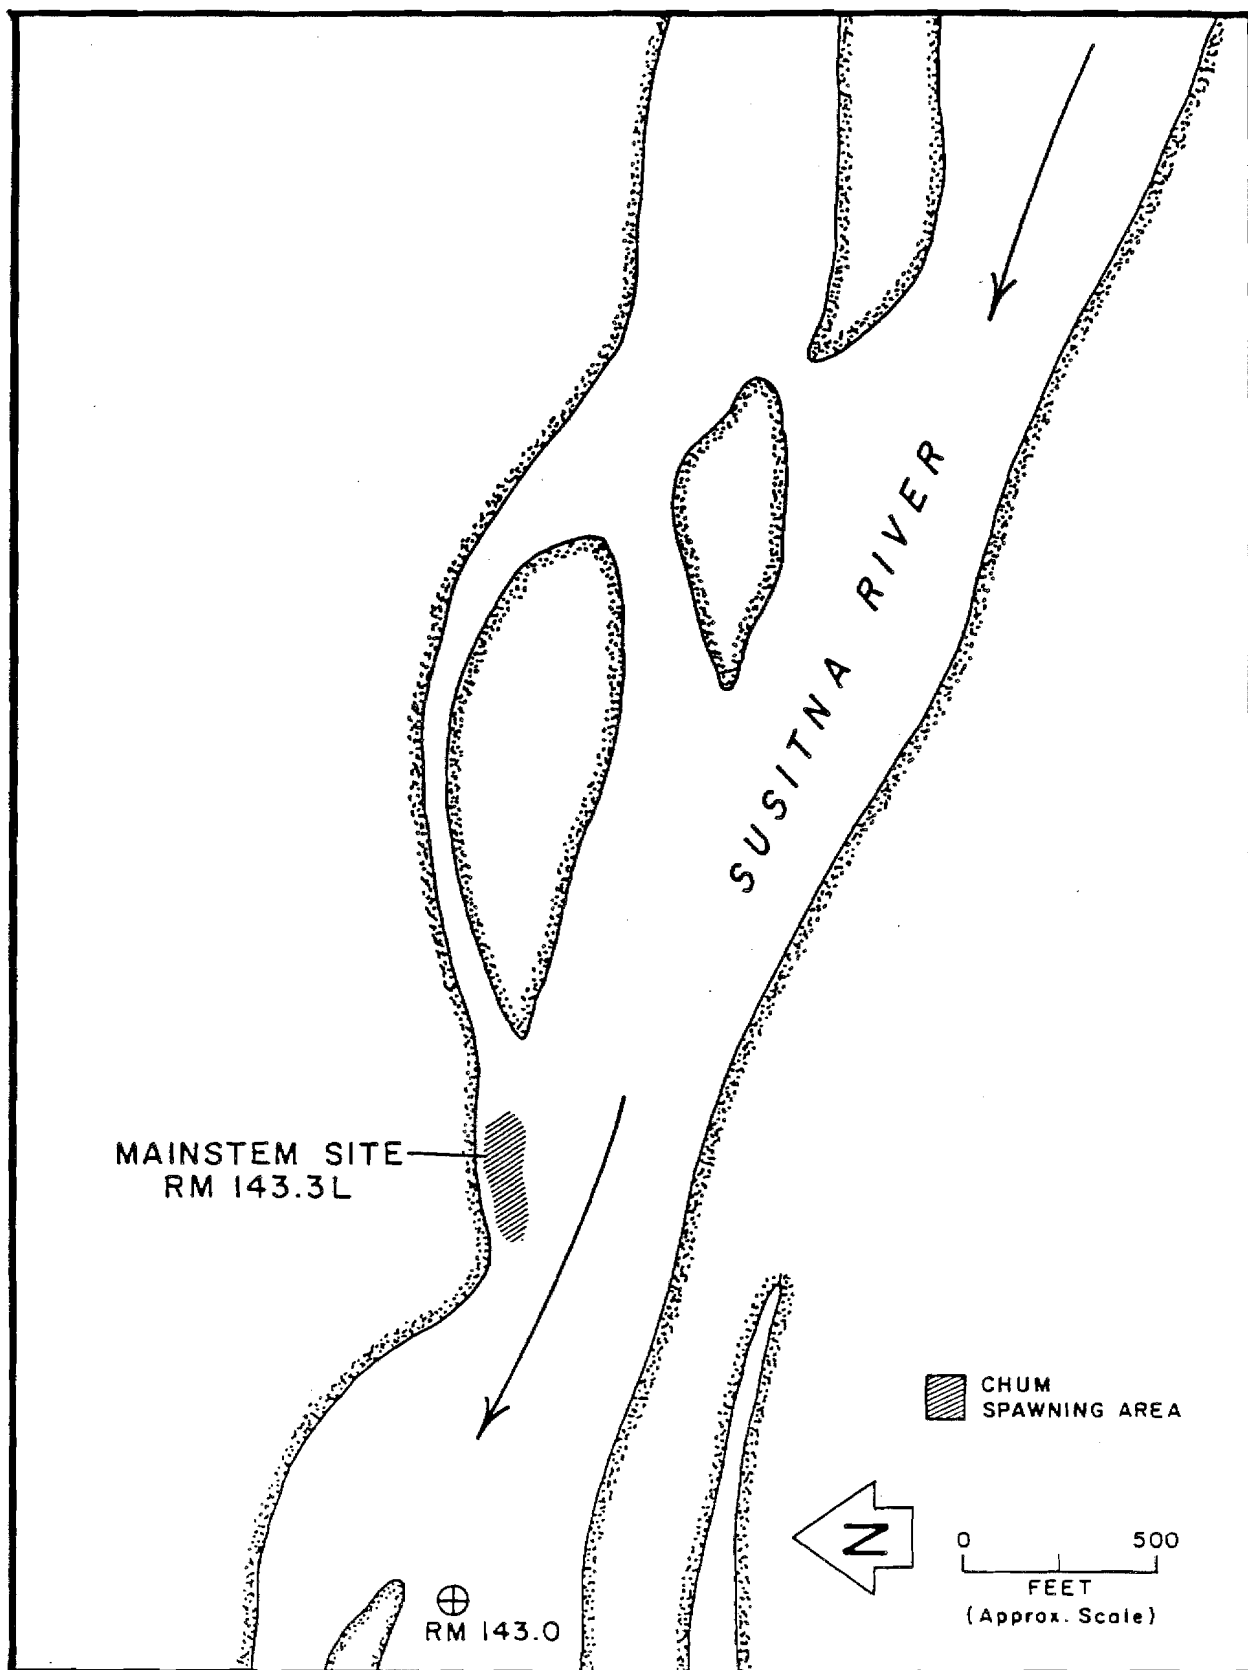 SUSITNA RIVER
MAINSTEM SITE
RM 143.3L
CHUM
SPAWNING AREA
N
0 500
FEET
(Approx. Scale)
RM 143.0